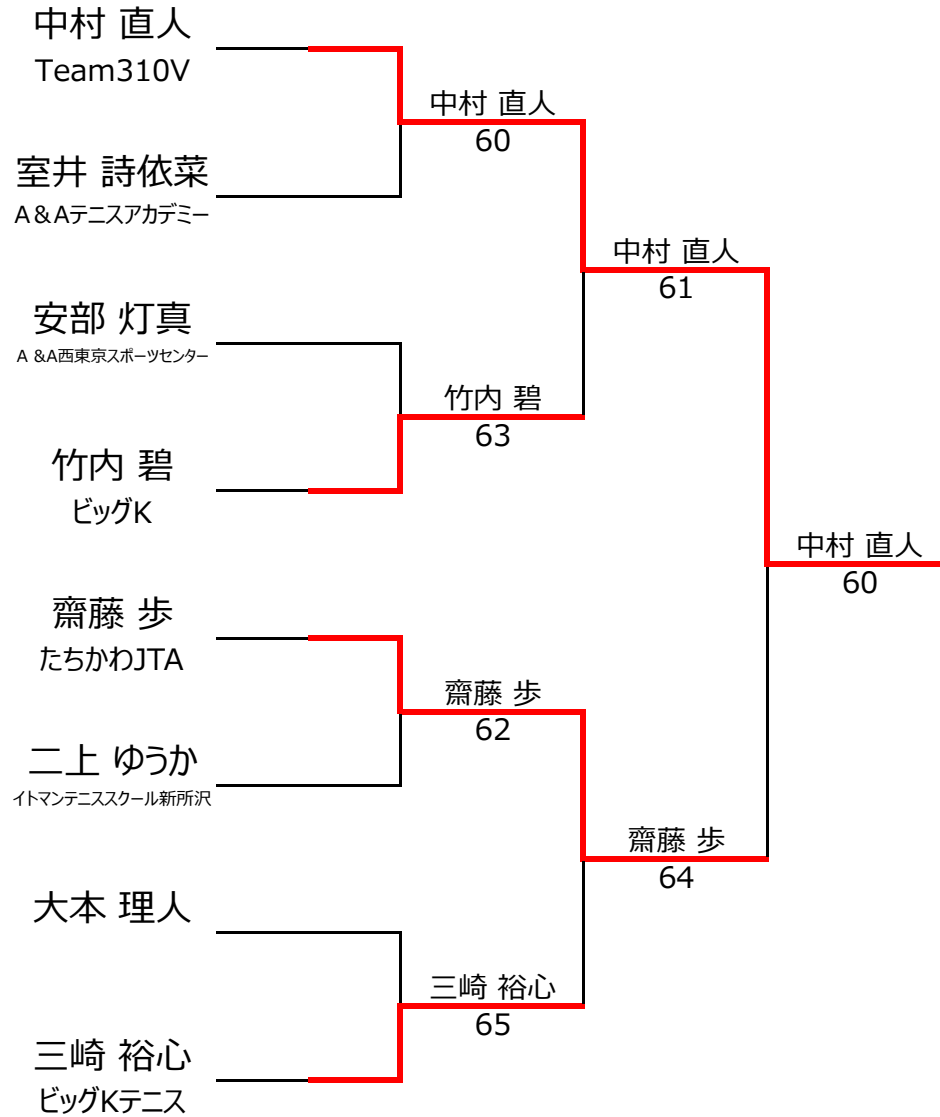 中村 直人
Team310V
室井 詩依菜
A&Aテニスアカデミー
安部 灯真
A &A西東京スポーツセンター
竹内 碧
ビッグK
齋藤 歩
たちかわJTA
二上 ゆうか
イトマンテニススクール新所沢
大本 理人
三崎 裕心
ビッグKテニス
中村 直人
60
竹内 碧
63
齋藤 歩
62
三崎 裕心
65
中村 直人
61
齋藤 歩
64
中村 直人
60